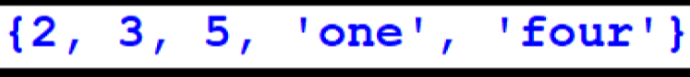 {2, 3, 5, 'one', 'four'}